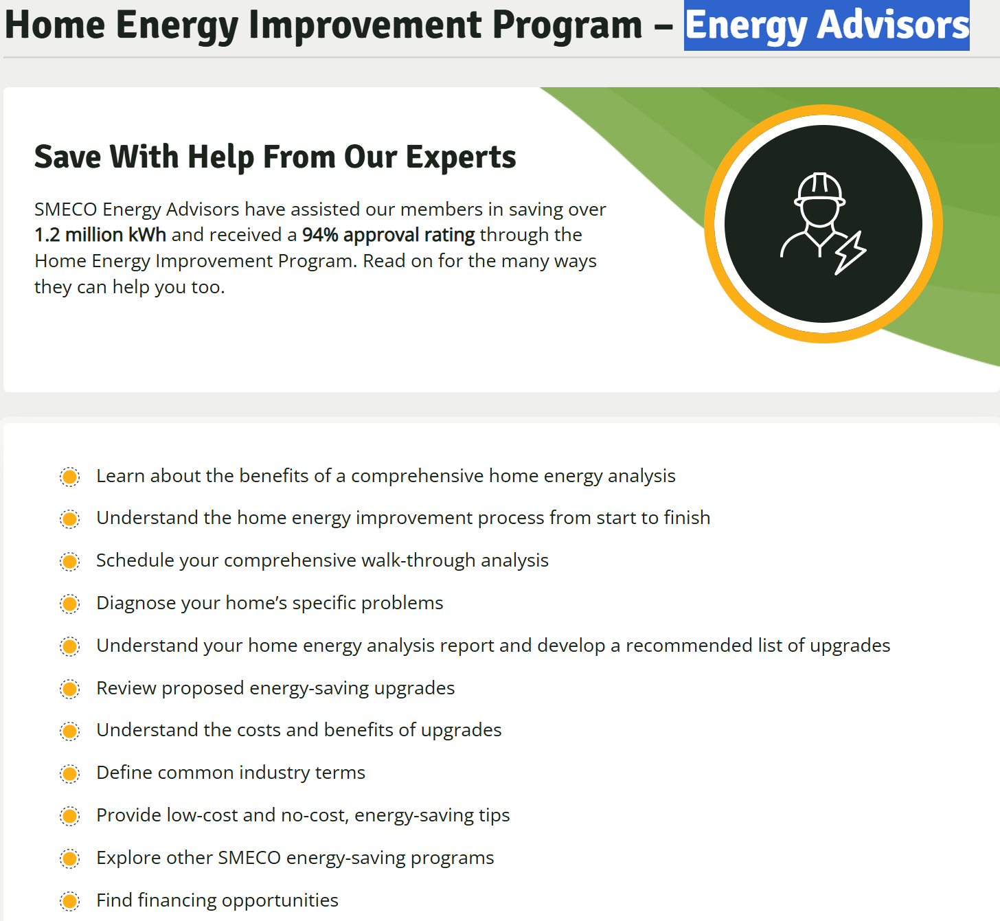 Home Energy Improvement Program – Energy Advisors
Save With Help From Our Experts
SMECO Energy Advisors have assisted our members in saving over
1.2 million kWh and received a 94% approval rating through the
Home Energy Improvement Program. Read on for the many ways
they can help you too.
Learn about the benefits of a comprehensive home energy analysis
Understand the home energy improvement process from start to finish
Schedule your comprehensive walk-through analysis
Diagnose your home’s specific problems
Understand your home energy analysis report and develop a recommended list of upgrades
Review proposed energy-saving upgrades
Understand the costs and benefits of upgrades
Define common industry terms
Provide low-cost and no-cost, energy-saving tips
Explore other SMECO energy-saving programs
Find financing opportunities